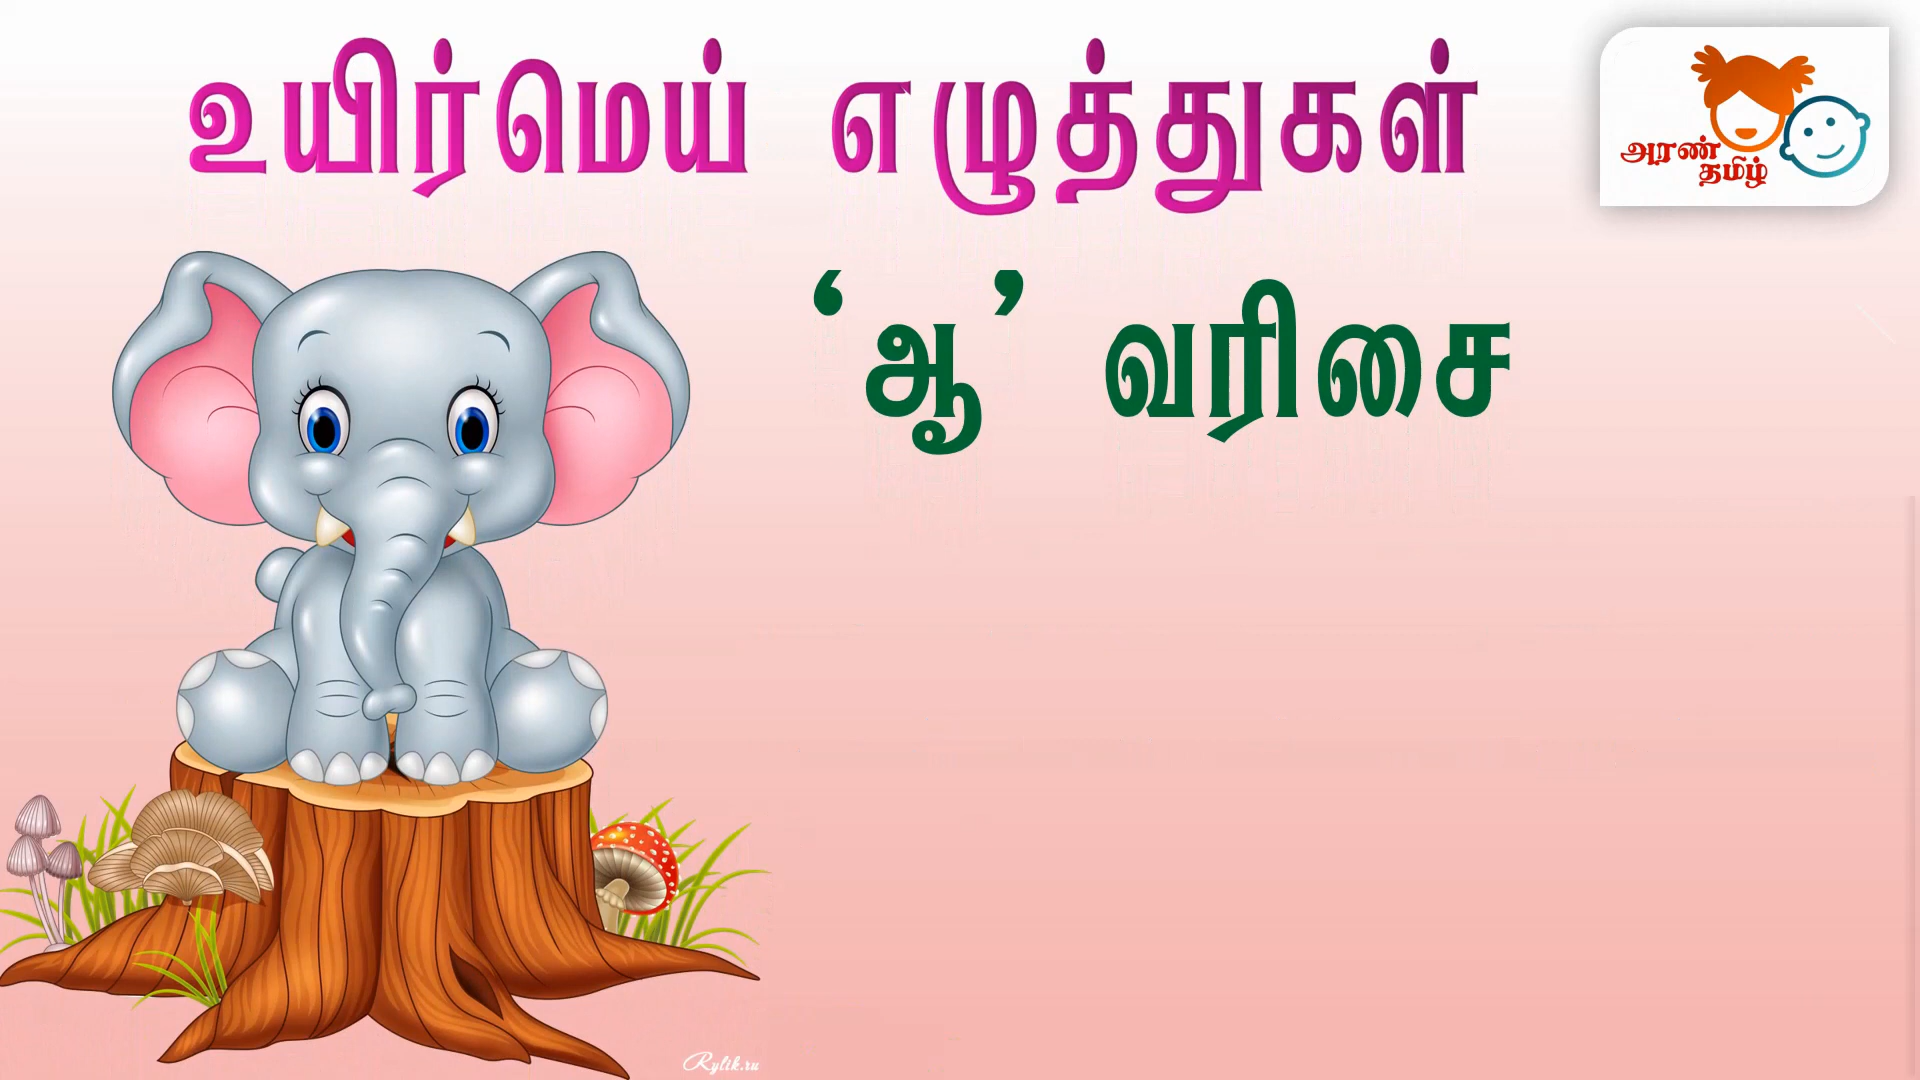 உயிர்மெய் எழுத்துகள்
அரண்
தமிழ்
‘ஆ’ வரிசை
Rylik.ru